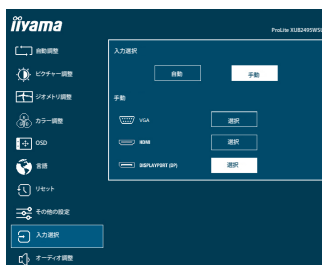 iiyama
ProLite XUB2495WSU
自動調整
ピクチャー調整
ジオメトリ調整
カラー調整
OSD
言語
リセット
その他の設定
入力選択
オーディオ調整
入力選択
自動
手動
手動
VGA
選択
HDMI
選択
DISPLAYPORT (DP)
選択